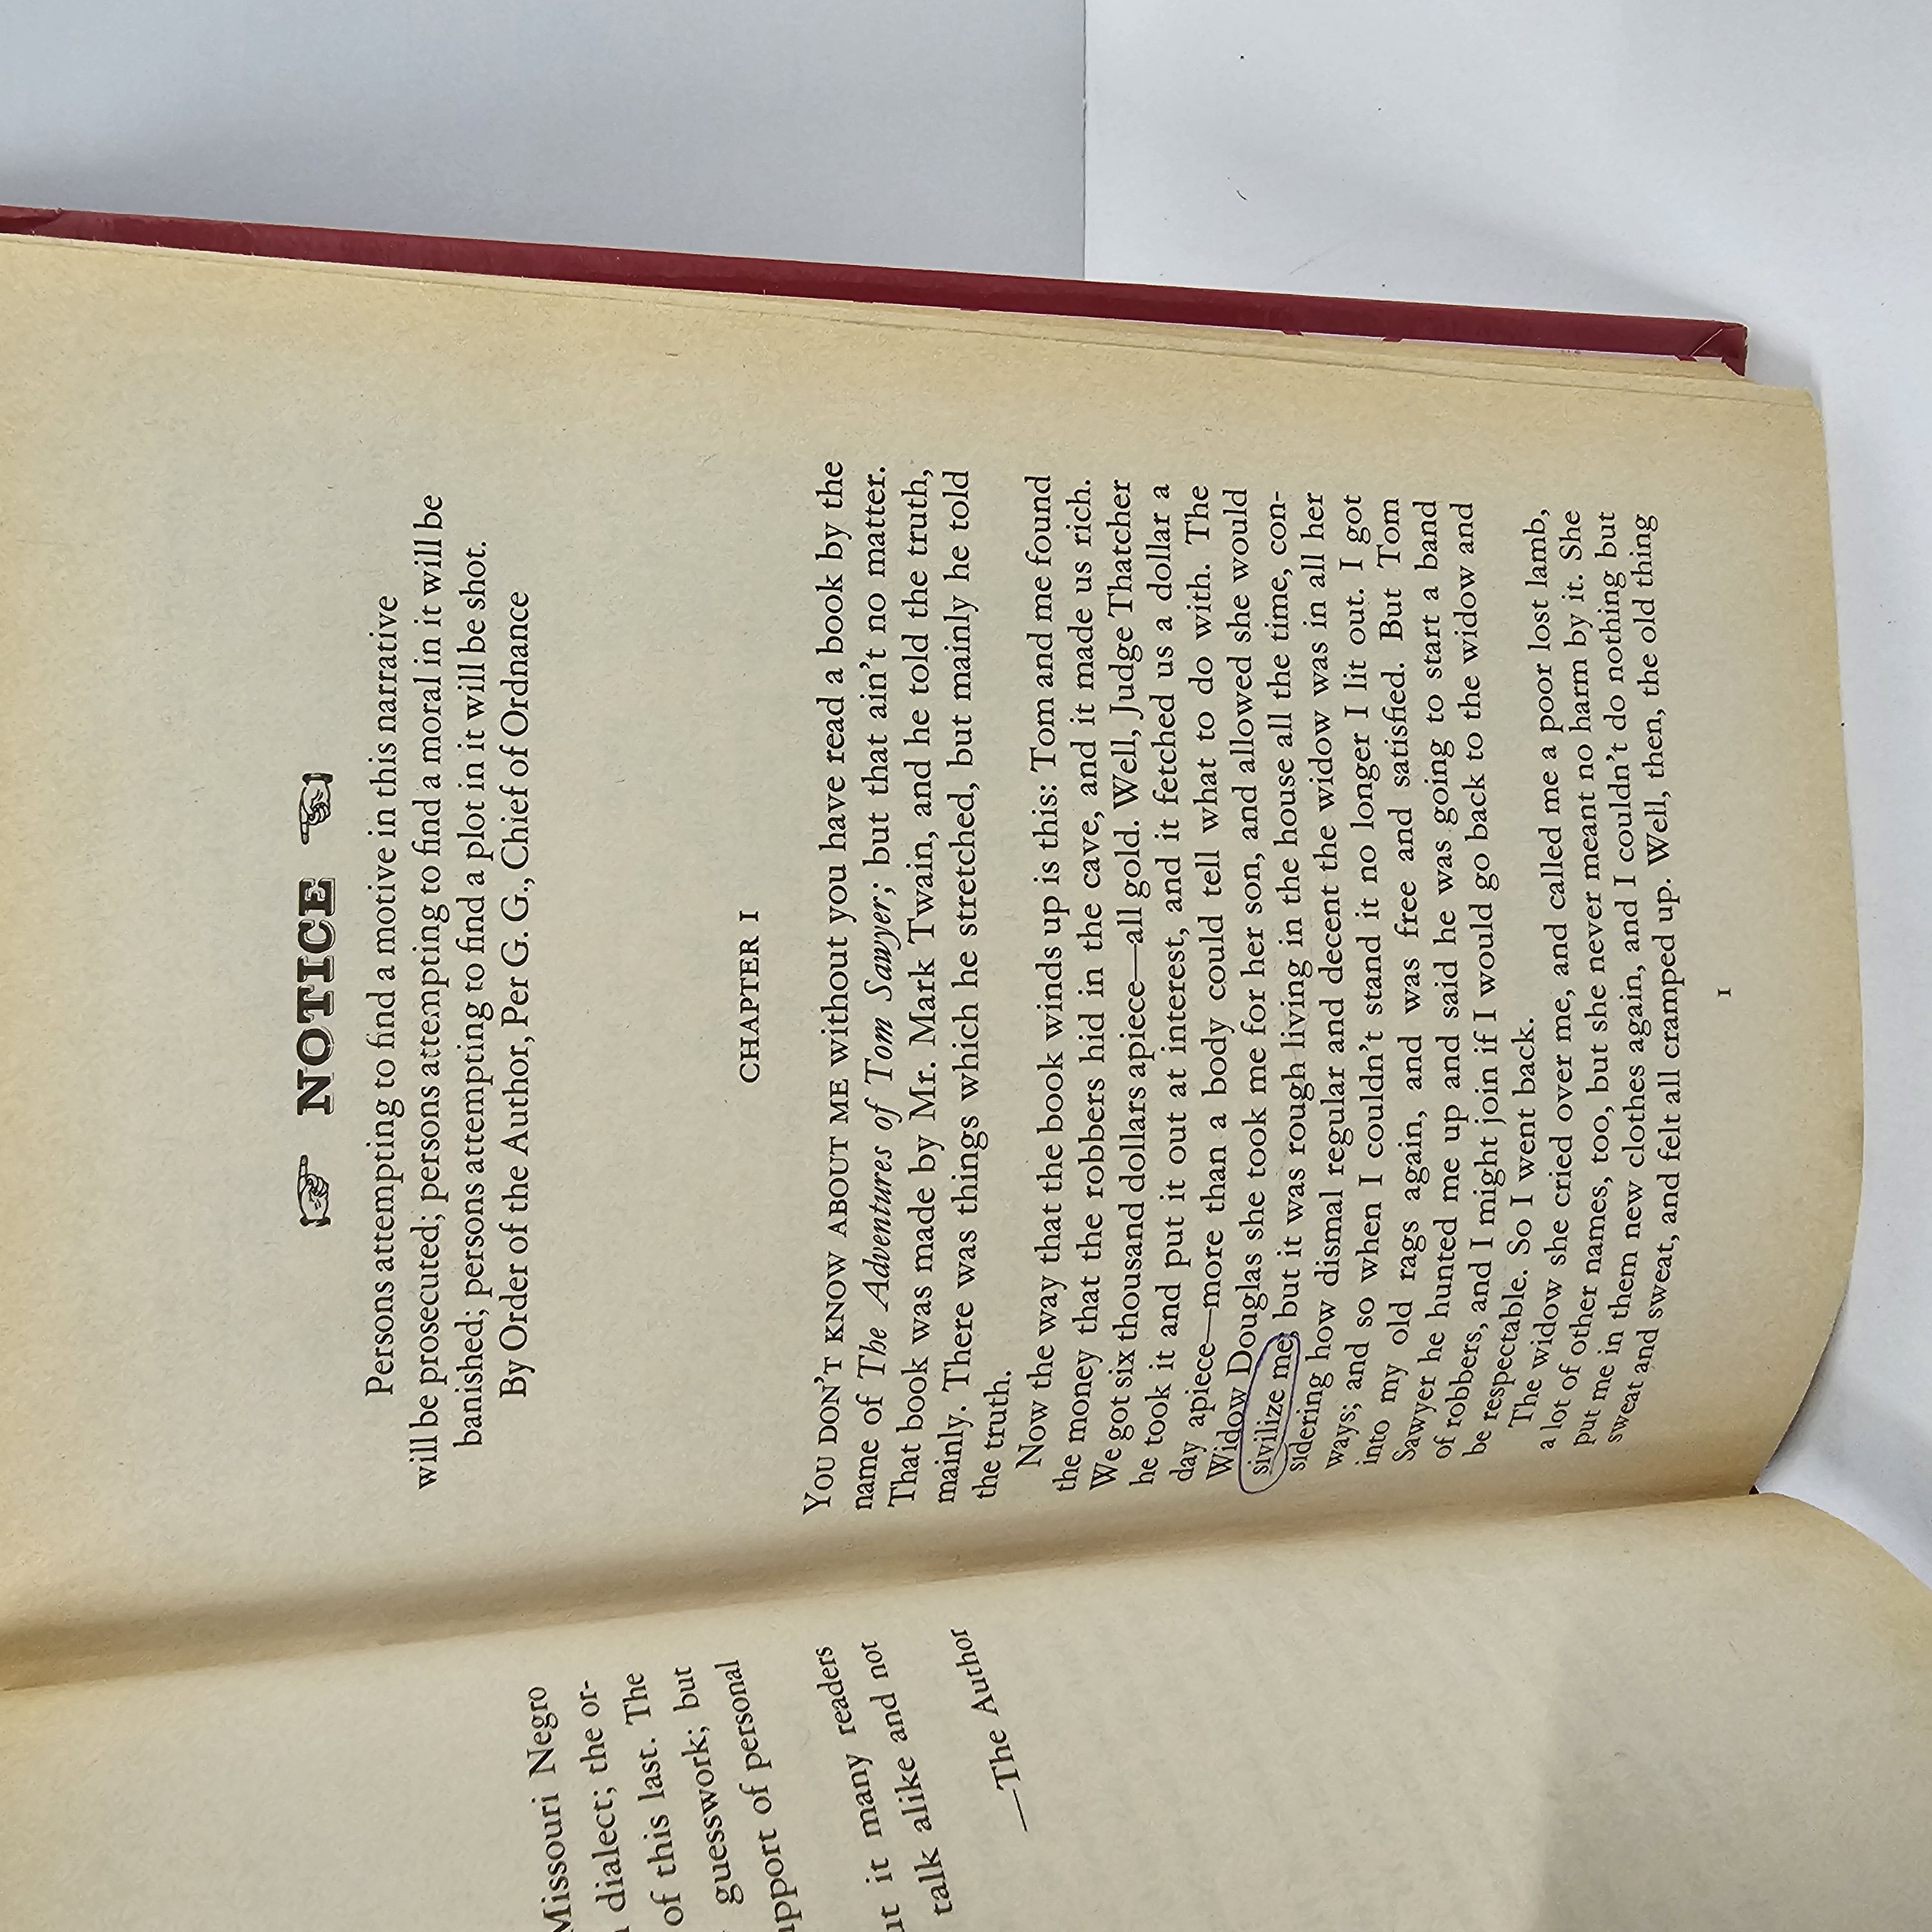 Missouri Negro
dialect; the or-
of this last. The
guesswork; but
of personal
it many readers
talk alike and not
—The Author
NOTICE
Persons attempting to find a motive in this narrative
will be prosecuted; persons attempting to find a moral in it will be
banished; persons attempting to find a plot in it will be shot.
By Order of the Author, Per G. G., Chief of Ordnance
CHAPTER I
YOU DON'T KNOW ABOUT ME without you have read a book by the
name of The Adventures of Tom Sawyer; but that ain't no matter.
That book was made by Mr. Mark Twain, and he told the truth,
mainly. There was things which he stretched, but mainly he told
the truth.
Now the way that the book winds up is this: Tom and me found
the money that the robbers hid in the cave, and it made us rich.
We got six thousand dollars apiece—all gold. Well, Judge Thatcher
he took it and put it out at interest, and it fetched us a dollar a
day apiece—more than a body could tell what to do with. The
Widow Douglas she took me for her son, and allowed she would
sivilize me; but it was rough living in the house all the time, con-
sidering how dismal regular and decent the widow was in all her
ways; and so when I couldn't stand it no longer I lit out. I got
into my old rags again, and was free and satisfied. But Tom
Sawyer he hunted me up and said he was going to start a band
of robbers, and I might join if I would go back to the widow and
be respectable. So I went back.
The widow she cried over me, and called me a poor lost lamb,
a lot of other names, too, but she never meant no harm by it. She
put me in them new clothes again, and I couldn't do nothing but
sweat and sweat, and felt all cramped up. Well, then, the old thing
1